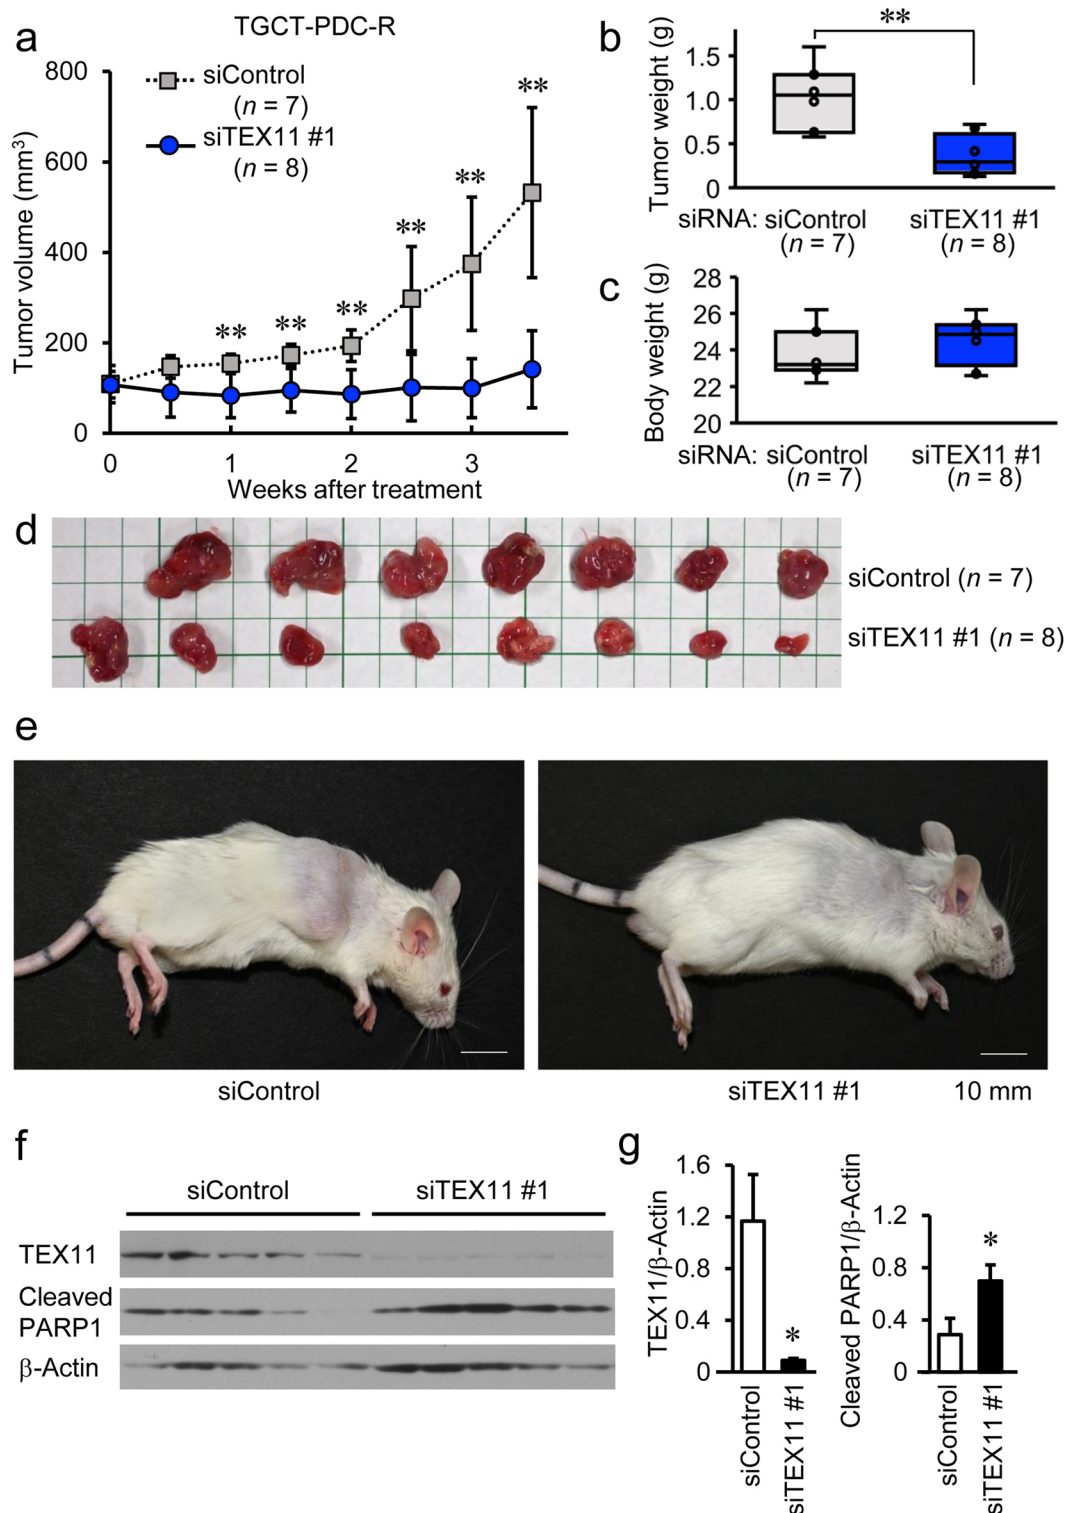 a
TGCT-PDC-R
siControl
(n = 7)
siTEX11 #1
(n = 8)
Tumor volume (mm³)
800
600
400
200
0
** ** ** ** ** **
0 1 2 3
Weeks after treatment
b
**
Tumor weight (g)
1.5
1.0
0.5
0
siRNA: siControl siTEX11 #1
(n = 7) (n = 8)
c
Body weight (g)
28
26
24
22
20
siRNA: siControl siTEX11 #1
(n = 7) (n = 8)
d
siControl (n = 7)
siTEX11 #1 (n = 8)
e
siControl siTEX11 #1 10 mm
f
siControl siTEX11 #1
TEX11
Cleaved
PARP1
β-Actin
g
TEX11/β-Actin
1.6
1.2
0.8
0.4
0
*
siControl
siTEX11 #1
Cleaved PARP1/β-Actin
1.2
0.8
0.4
0
*
siControl
siTEX11 #1